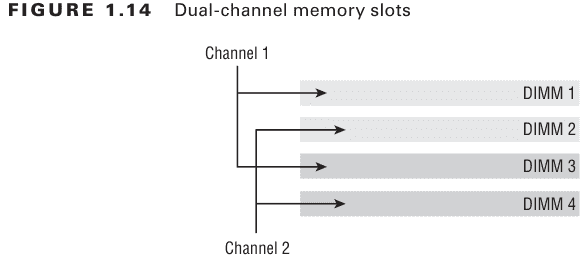 FIGURE 1.14 Dual-channel memory slots
Channel 1
DIMM 1
DIMM 2
DIMM 3
DIMM 4
Channel 2